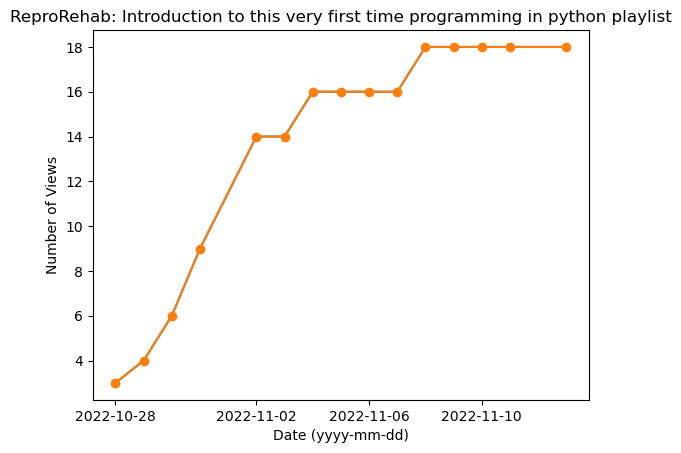 ReproRehab: Introduction to this very first time programming in python playlist
18
16
14
12
10
8
6
4
Number of Views
2022-10-28 2022-11-02 2022-11-06 2022-11-10
Date (yyyy-mm-dd)